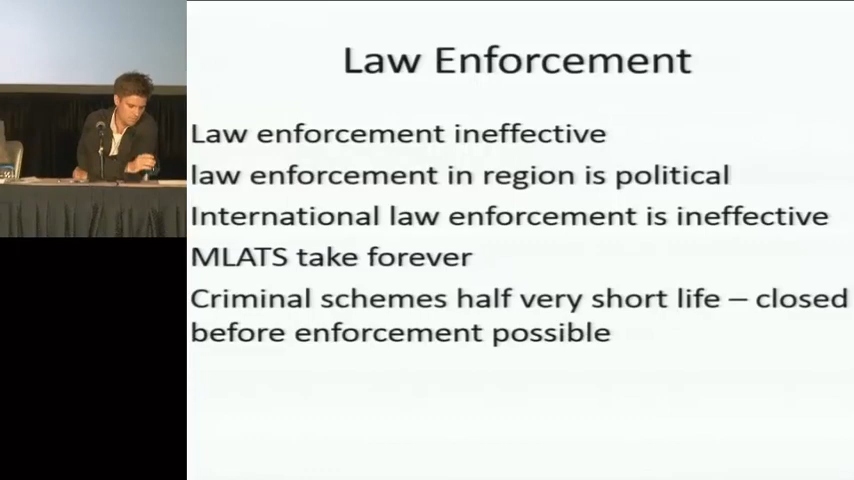 Law Enforcement
Law enforcement ineffective
law enforcement in region is political
International law enforcement is ineffective
MLATS take forever
Criminal schemes half very short life – closed
before enforcement possible